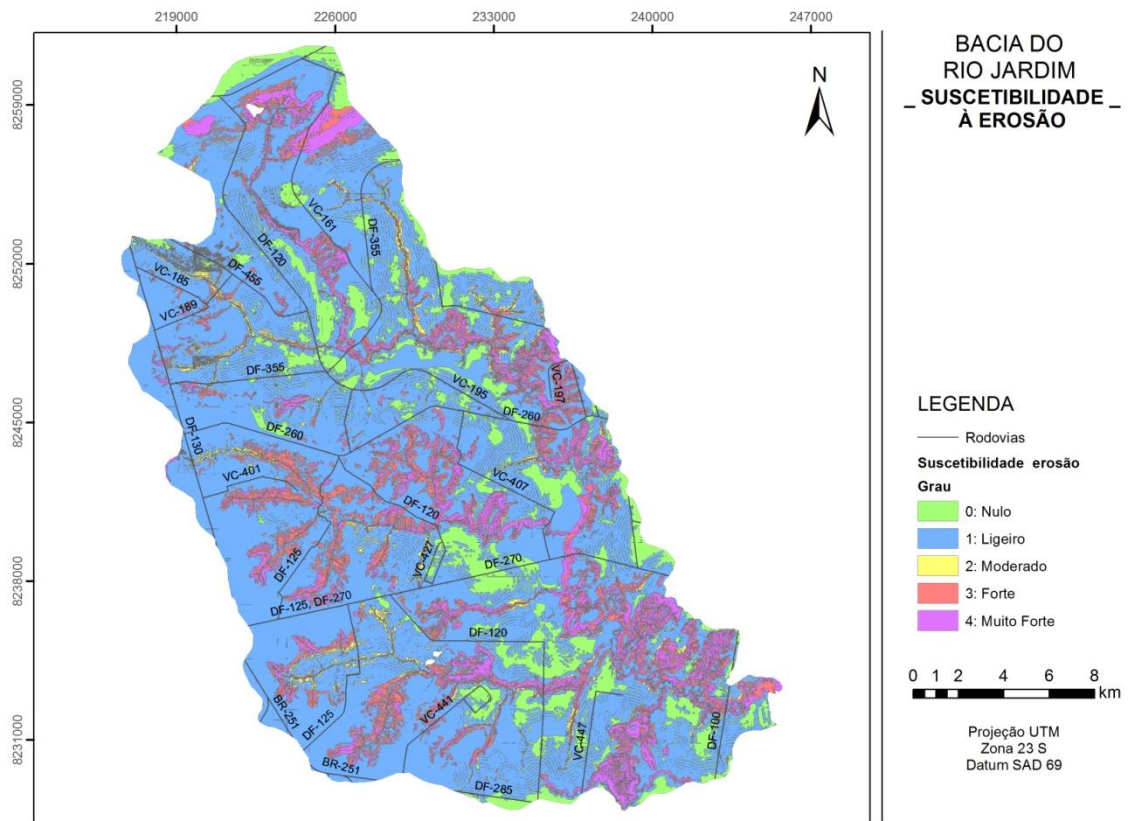 219000 226000 233000 240000 247000
8259000
8252000
8245000
8238000
8231000
N
VC-161
DF-355
DF-120
DF-455
VC-185
VC-189
DF-355
VC-195
VC-197
DF-260
DF-260
DF-130
VC-401
VC-407
DF-120
DF-125
VC-427
DF-270
DF-125, DF-270
DF-120
VC-441
BR-251
DF-125
VC-447
DF-100
BR-251
DF-285
BACIA DO
RIO JARDIM
_ SUSCETIBILIDADE _
À EROSÃO
LEGENDA
Rodovias
Suscetibilidade erosão
Grau
0: Nulo
1: Ligeiro
2: Moderado
3: Forte
4: Muito Forte
0 1 2 4 6 8
km
Projeção UTM
Zona 23 S
Datum SAD 69